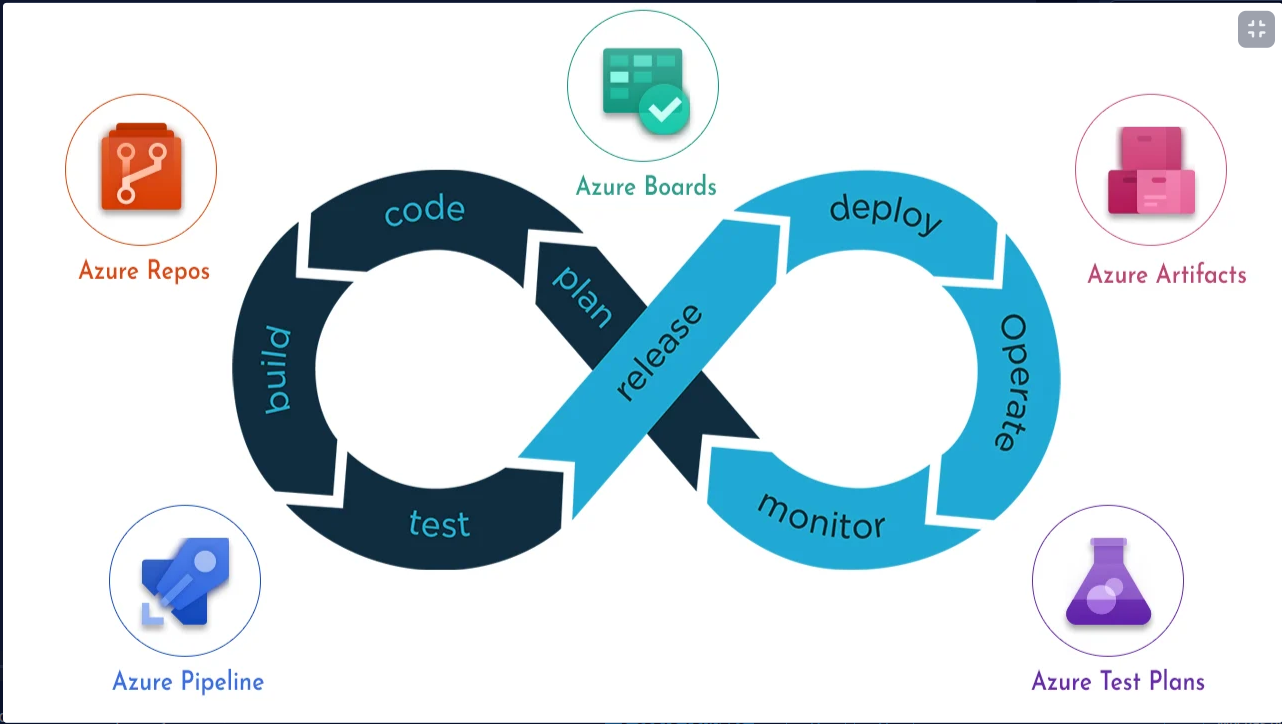 Azure Boards
Azure Repos
Azure Artifacts
code
plan
build
test
release
deploy
Operate
monitor
Azure Pipeline
Azure Test Plans